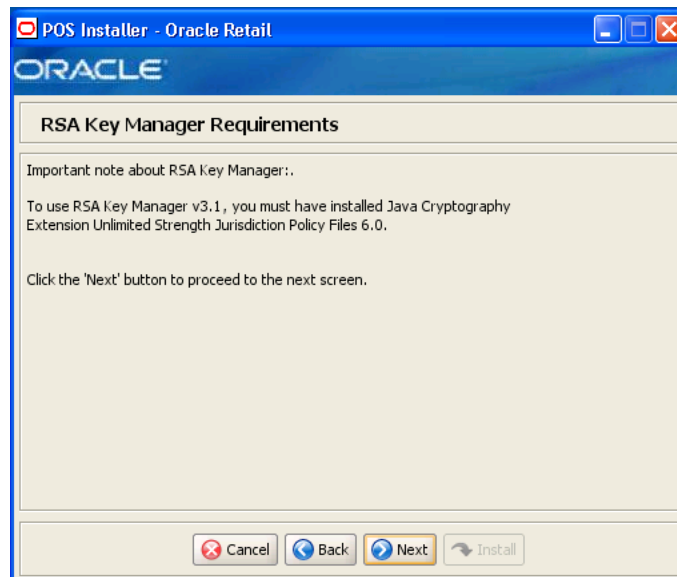 POS Installer - Oracle Retail
ORACLE
RSA Key Manager Requirements
Important note about RSA Key Manager:.
To use RSA Key Manager v3.1, you must have installed Java Cryptography
Extension Unlimited Strength Jurisdiction Policy Files 6.0.
Click the 'Next' button to proceed to the next screen.
Cancel Back Next Install